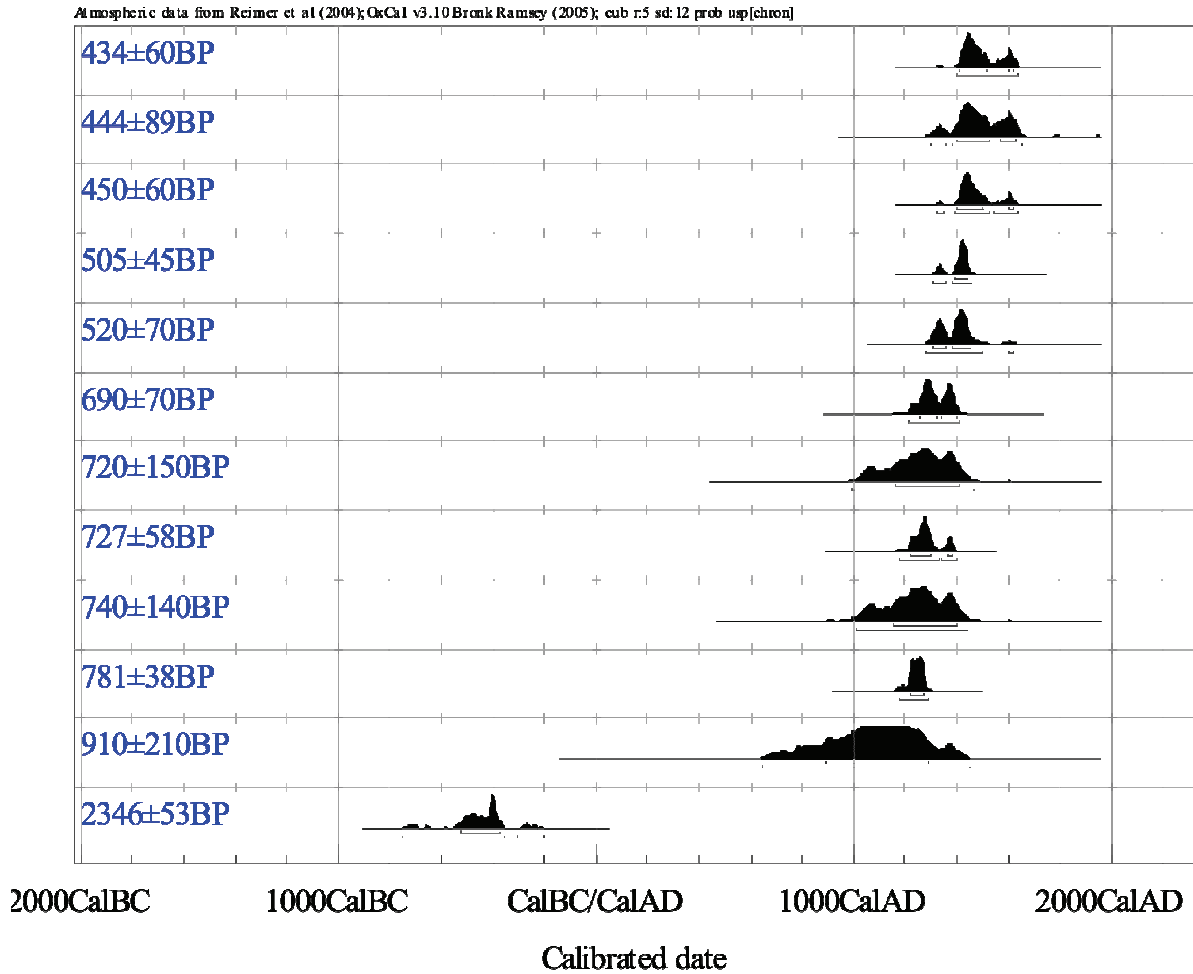 Atmospheric data from Reimer et al (2004);OxCal v3.10 Bronk Ramsey (2005); cub r:5 sd:12 prob usp[chron]
434±60BP
444±89BP
450±60BP
505±45BP
520±70BP
690±70BP
720±150BP
727±58BP
740±140BP
781±38BP
910±210BP
2346±53BP
2000CalBC 1000CalBC CalBC/CalAD 1000CalAD 2000CalAD
Calibrated date